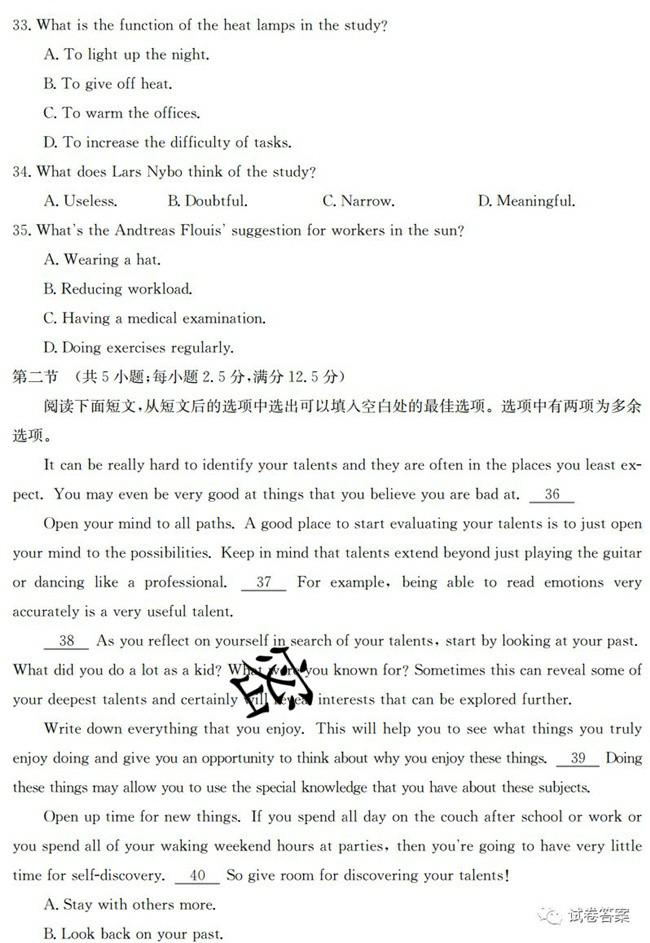 33. What is the function of the heat lamps in the study?
A. To light up the night.
B. To give off heat.
C. To warm the offices.
D. To increase the difficulty of tasks.
34. What does Lars Nybo think of the study?
A. Useless. B. Doubtful. C. Narrow. D. Meaningful.
35. What's the Andtreas Flouis' suggestion for workers in the sun?
A. Wearing a hat.
B. Reducing workload.
C. Having a medical examination.
D. Doing exercises regularly.
第二节 (共5小题;每小题2.5分,满分12.5分)
阅读下面短文,从短文后的选项中选出可以填入空白处的最佳选项。选项中有两项为多余
选项。
It can be really hard to identify your talents and they are often in the places you least ex-
pect. You may even be very good at things that you believe you are bad at. 36
Open your mind to all paths. A good place to start evaluating your talents is to just open
your mind to the possibilities. Keep in mind that talents extend beyond just playing the guitar
or dancing like a professional. 37 For example, being able to read emotions very
accurately is a very useful talent.
38 As you reflect on yourself in search of your talents, start by looking at your past.
What did you do a lot as a kid? What were you known for? Sometimes this can reveal some of
your deepest talents and certainly will reveal interests that can be explored further.
Write down everything that you enjoy. This will help you to see what things you truly
enjoy doing and give you an opportunity to think about why you enjoy these things. 39 Doing
these things may allow you to use the special knowledge that you have about these subjects.
Open up time for new things. If you spend all day on the couch after school or work or
you spend all of your waking weekend hours at parties, then you're going to have very little
time for self-discovery. 40 So give room for discovering your talents!
A. Stay with others more.
B. Look back on your past.
试卷答案